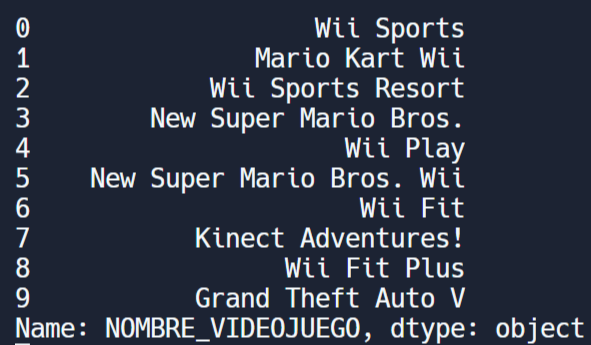 0 Wii Sports
1 Mario Kart Wii
2 Wii Sports Resort
3 New Super Mario Bros.
4 Wii Play
5 New Super Mario Bros. Wii
6 Wii Fit
7 Kinect Adventures!
8 Wii Fit Plus
9 Grand Theft Auto V
Name: NOMBRE_VIDEOJUEGO, dtype: object